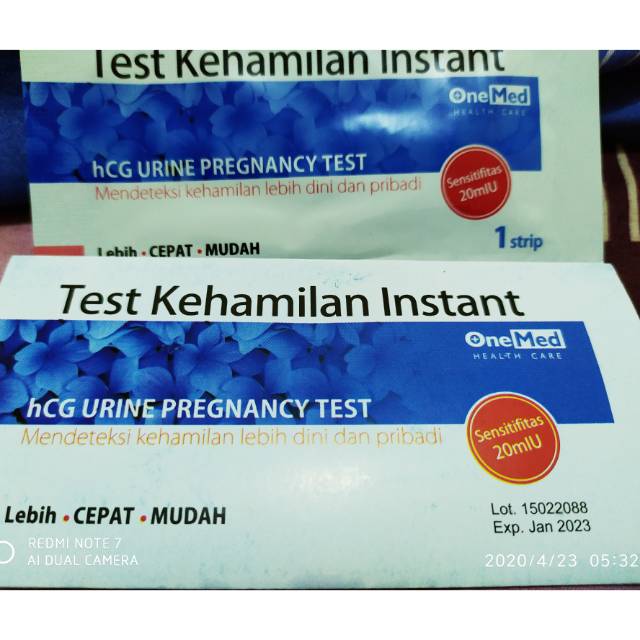 Test Kehamilan Instant
OneMed
HEALTH CARE
hCG URINE PREGNANCY TEST
Mendeteksi kehamilan lebih dini dan pribadi
Sensitifitas
20mIU
1 strip
Lebih • CEPAT • MUDAH
Test Kehamilan Instant
OneMed
HEALTH CARE
hCG URINE PREGNANCY TEST
Mendeteksi kehamilan lebih dini dan pribadi
Sensitifitas
20mIU
Lebih • CEPAT • MUDAH
Lot. 15022088
Exp. Jan 2023
REDMI NOTE 7
AI DUAL CAMERA
2020/4/23 05:32